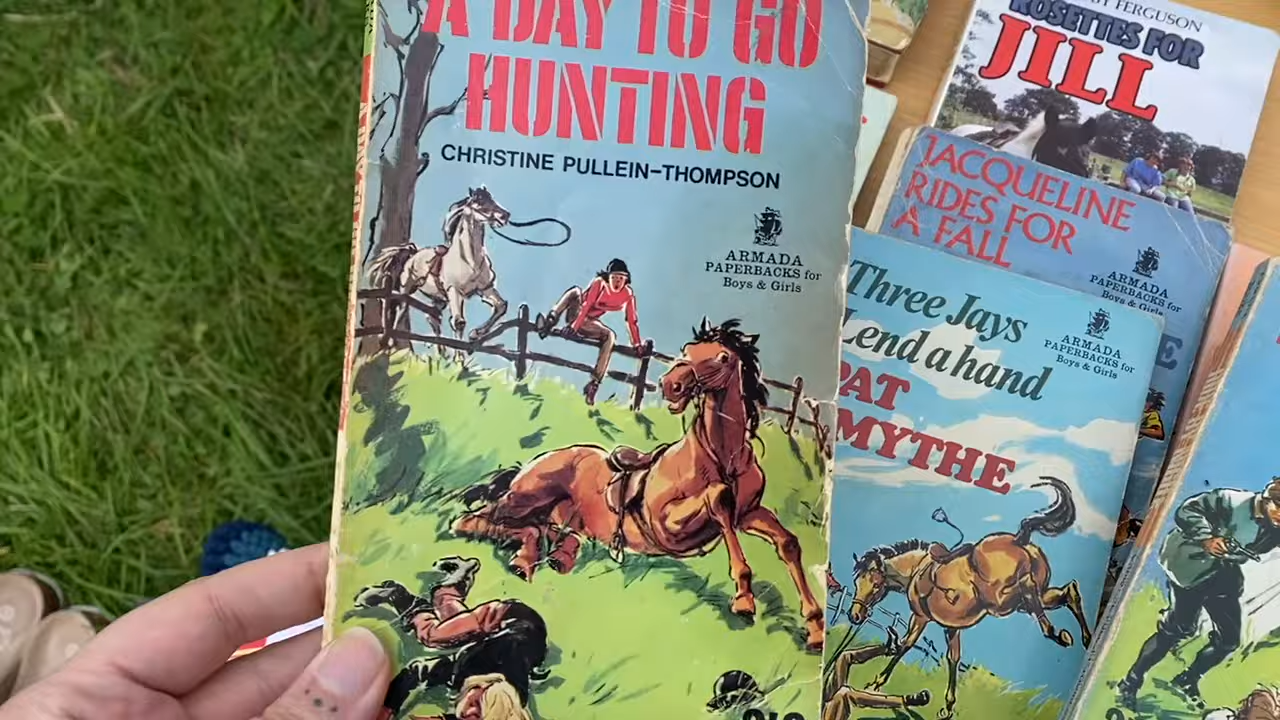 A DAY TO GO
HUNTING
CHRISTINE PULLEIN-THOMPSON
ARMADA
PAPERBACKS for
Boys & Girls
FERGUSON
ROSETTES FOR
JILL
JACQUELINE
RIDES FOR
A FALL
ARMADA
PAPERBACKS for
Boys & Girls
Three Jays
Lend a hand
PAT
MYTHE
ARMADA
PAPERBACKS for
Boys & Girls